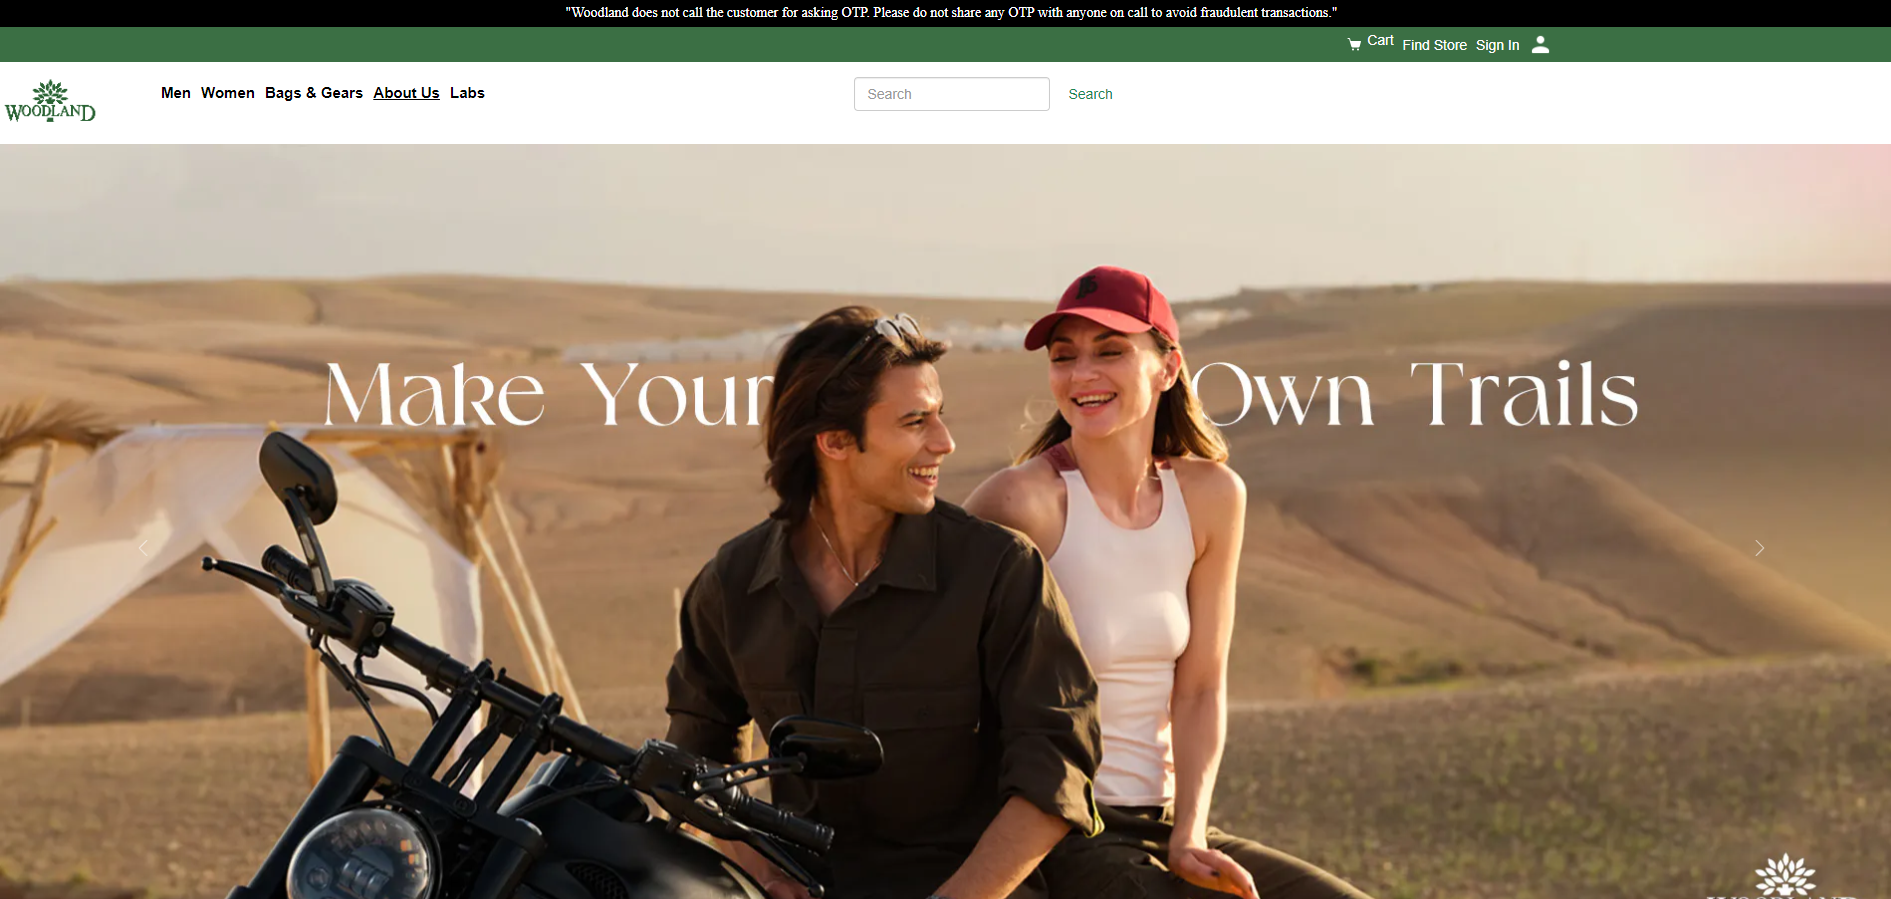 "Woodland does not call the customer for asking OTP. Please do not share any OTP with anyone on call to avoid fraudulent transactions."
Cart Find Store Sign In
WOODLAND
Men Women Bags & Gears About Us Labs
Search Search
Make Your Own Trails
WOODLAND